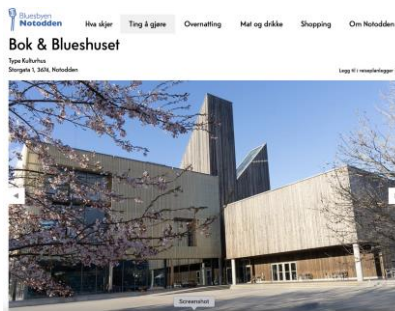 Bluesbyen
Notodden
Hva skjer
Ting å gjøre
Overnatting
Mat og drikke
Shopping
Om Notodden
Bok & Blueshuset
Type Kulturhus
Storgata 1, 3674, Notodden
Legg til i reiseplanlegger
Screenshot